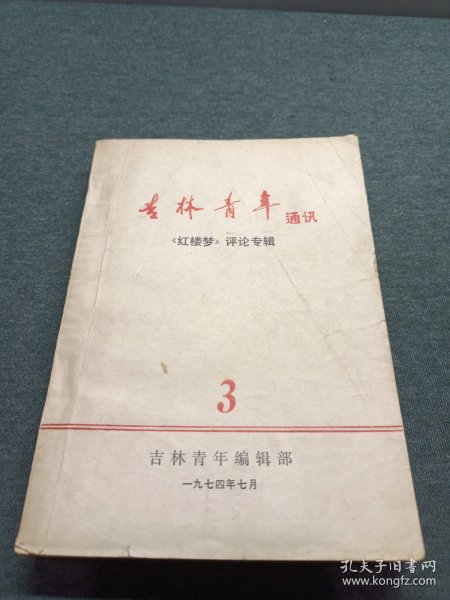 吉林青年通讯
《红楼梦》评论专辑
3
吉林青年编辑部
一九七四年七月
孔夫子旧书网
www.kongfz.com